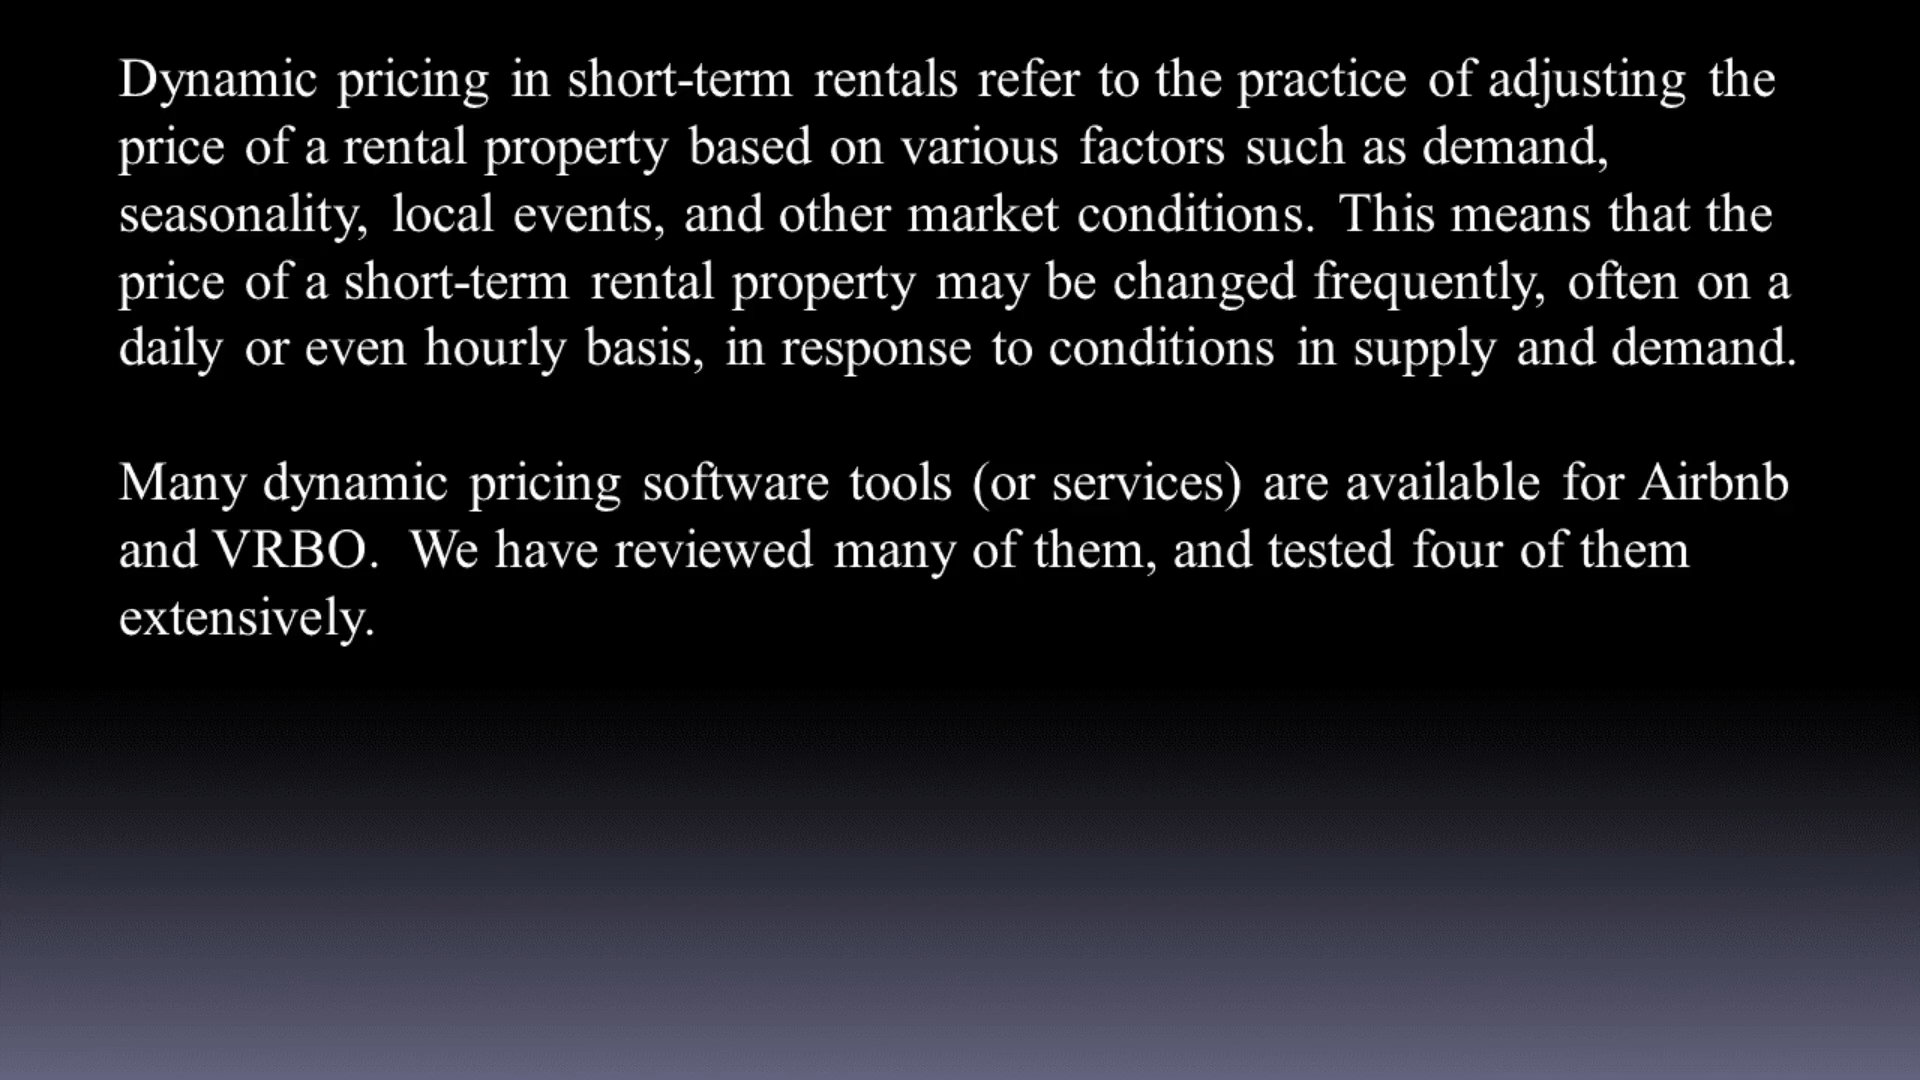 Dynamic pricing in short-term rentals refer to the practice of adjusting the
price of a rental property based on various factors such as demand,
seasonality, local events, and other market conditions. This means that the
price of a short-term rental property may be changed frequently, often on a
daily or even hourly basis, in response to conditions in supply and demand.
Many dynamic pricing software tools (or services) are available for Airbnb
and VRBO. We have reviewed many of them, and tested four of them
extensively.